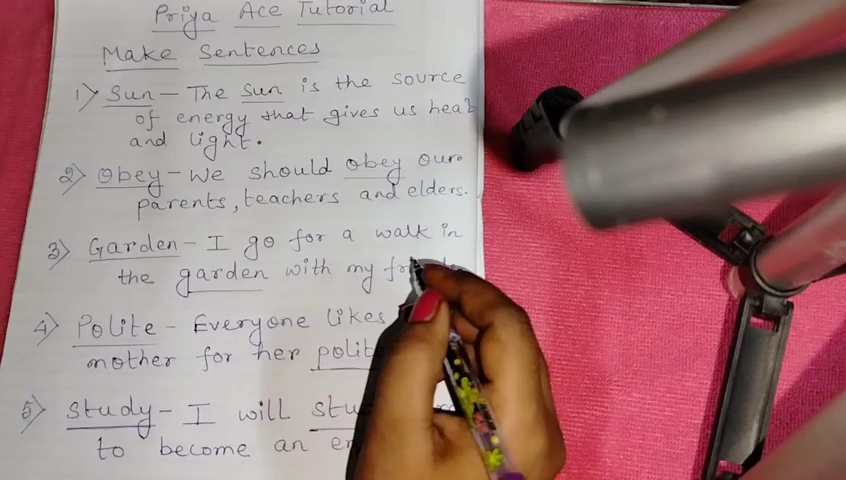 Priya Ace Tutorial
Make Sentences
1) Sun - The sun is the source
of energy that gives us heat
and light.
2) Obey - We should obey our
parents, teachers and elders.
3) Garden - I go for a walk in
the garden with my
4) Polite - Everyone likes
mother for her
5) Study - I will
to become an